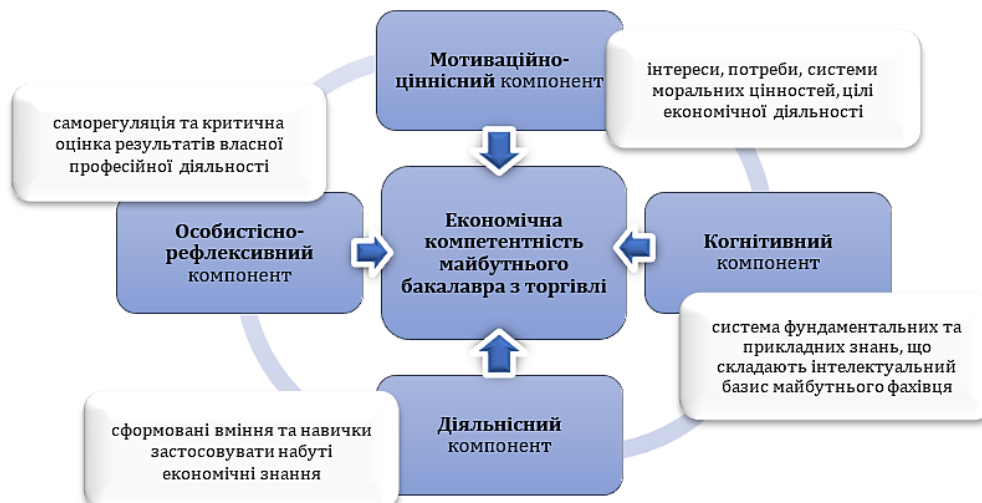 Мотиваційно-
ціннісний компонент
інтереси, потреби, системи
моральних цінностей, цілі
економічної діяльності
саморегуляція та критична
оцінка результатів власної
професійної діяльності
Особистісно-
рефлексивний
компонент
Економічна
компетентність
майбутнього
бакалавра з торгівлі
Когнітивний
компонент
система фундаментальних та
прикладних знань, що
складають інтелектуальний
базис майбутнього фахівця
Діяльнісний
компонент
сформовані вміння та навички
застосовувати набуті
економічні знання